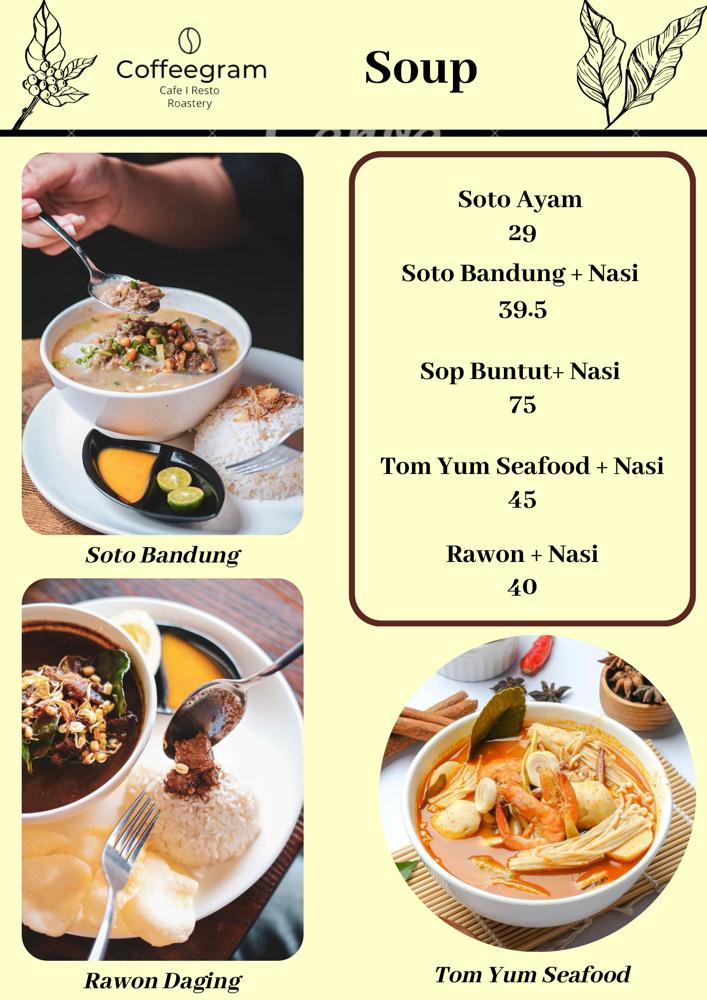 Coffeegram
Cafe I Resto
Roastery
Soup
Soto Ayam
29
Soto Bandung + Nasi
39.5
Sop Buntut+ Nasi
75
Tom Yum Seafood + Nasi
45
Rawon + Nasi
40
Soto Bandung
Rawon Daging
Tom Yum Seafood